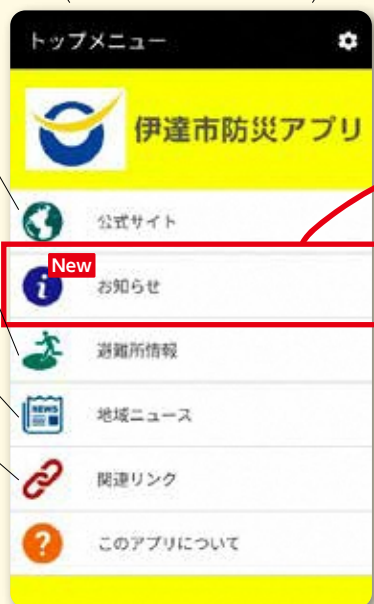 トップメニュー
伊達市防災アプリ
公式サイト
New
お知らせ
避難所情報
NEWS
地域ニュース
関連リンク
このアプリについて